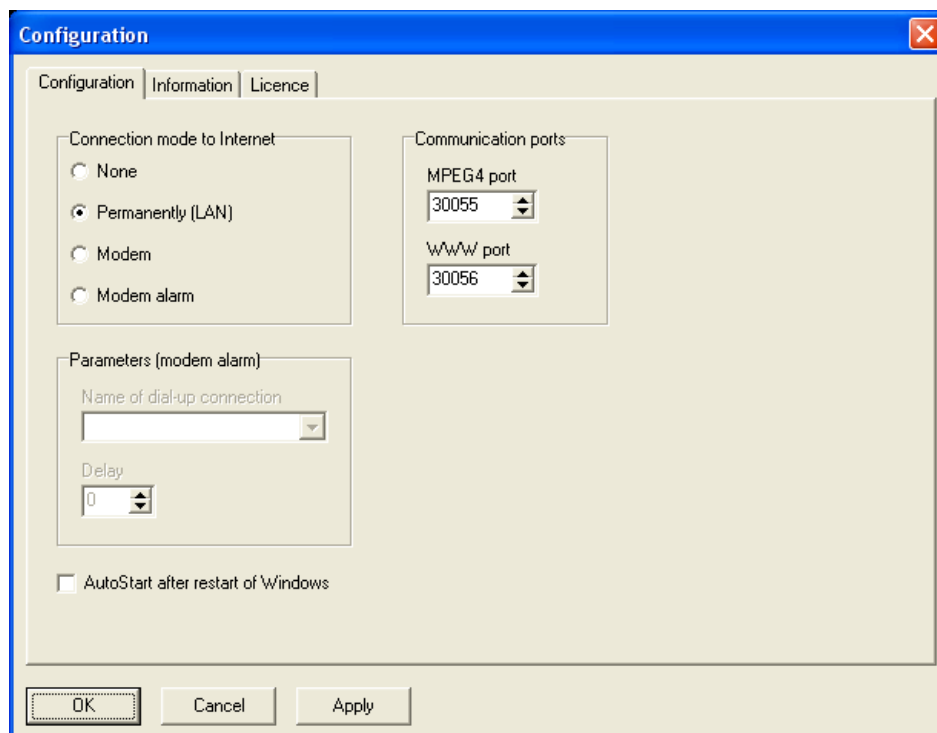 Configuration
Configuration Information Licence
Connection mode to Internet
None
Permanently (LAN)
Modem
Modem alarm
Communication ports
MPEG4 port
30055
WWW port
30056
Parameters (modem alarm)
Name of dial-up connection
Delay
0
AutoStart after restart of Windows
OK Cancel Apply